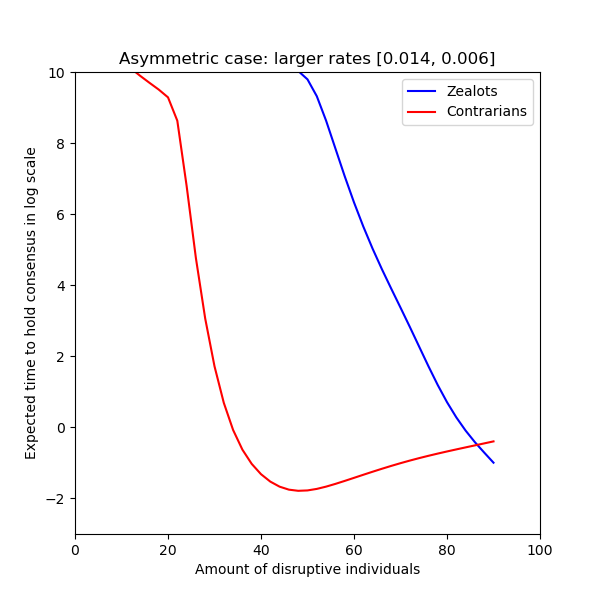 Asymmetric case: larger rates [0.014, 0.006]
Zealots
Contrarians
Expected time to hold consensus in log scale
10
8
6
4
2
0
−2
0
20
40
60
80
100
Amount of disruptive individuals